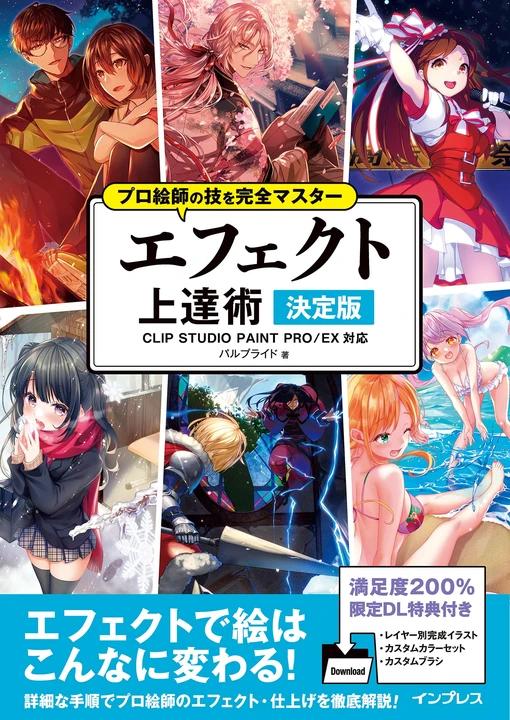 プロ絵師の技を完全マスター
エフェクト
上達術 決定版
CLIP STUDIO PAINT PRO/EX 対応
パルプライド 著
満足度200%
限定DL特典付き
・レイヤー別完成イラスト
・カスタムカラーセット
・カスタムブラシ
Download
エフェクトで絵は
こんなに変わる!
詳細な手順でプロ絵師のエフェクト・仕上げを徹底解説!
インプレス